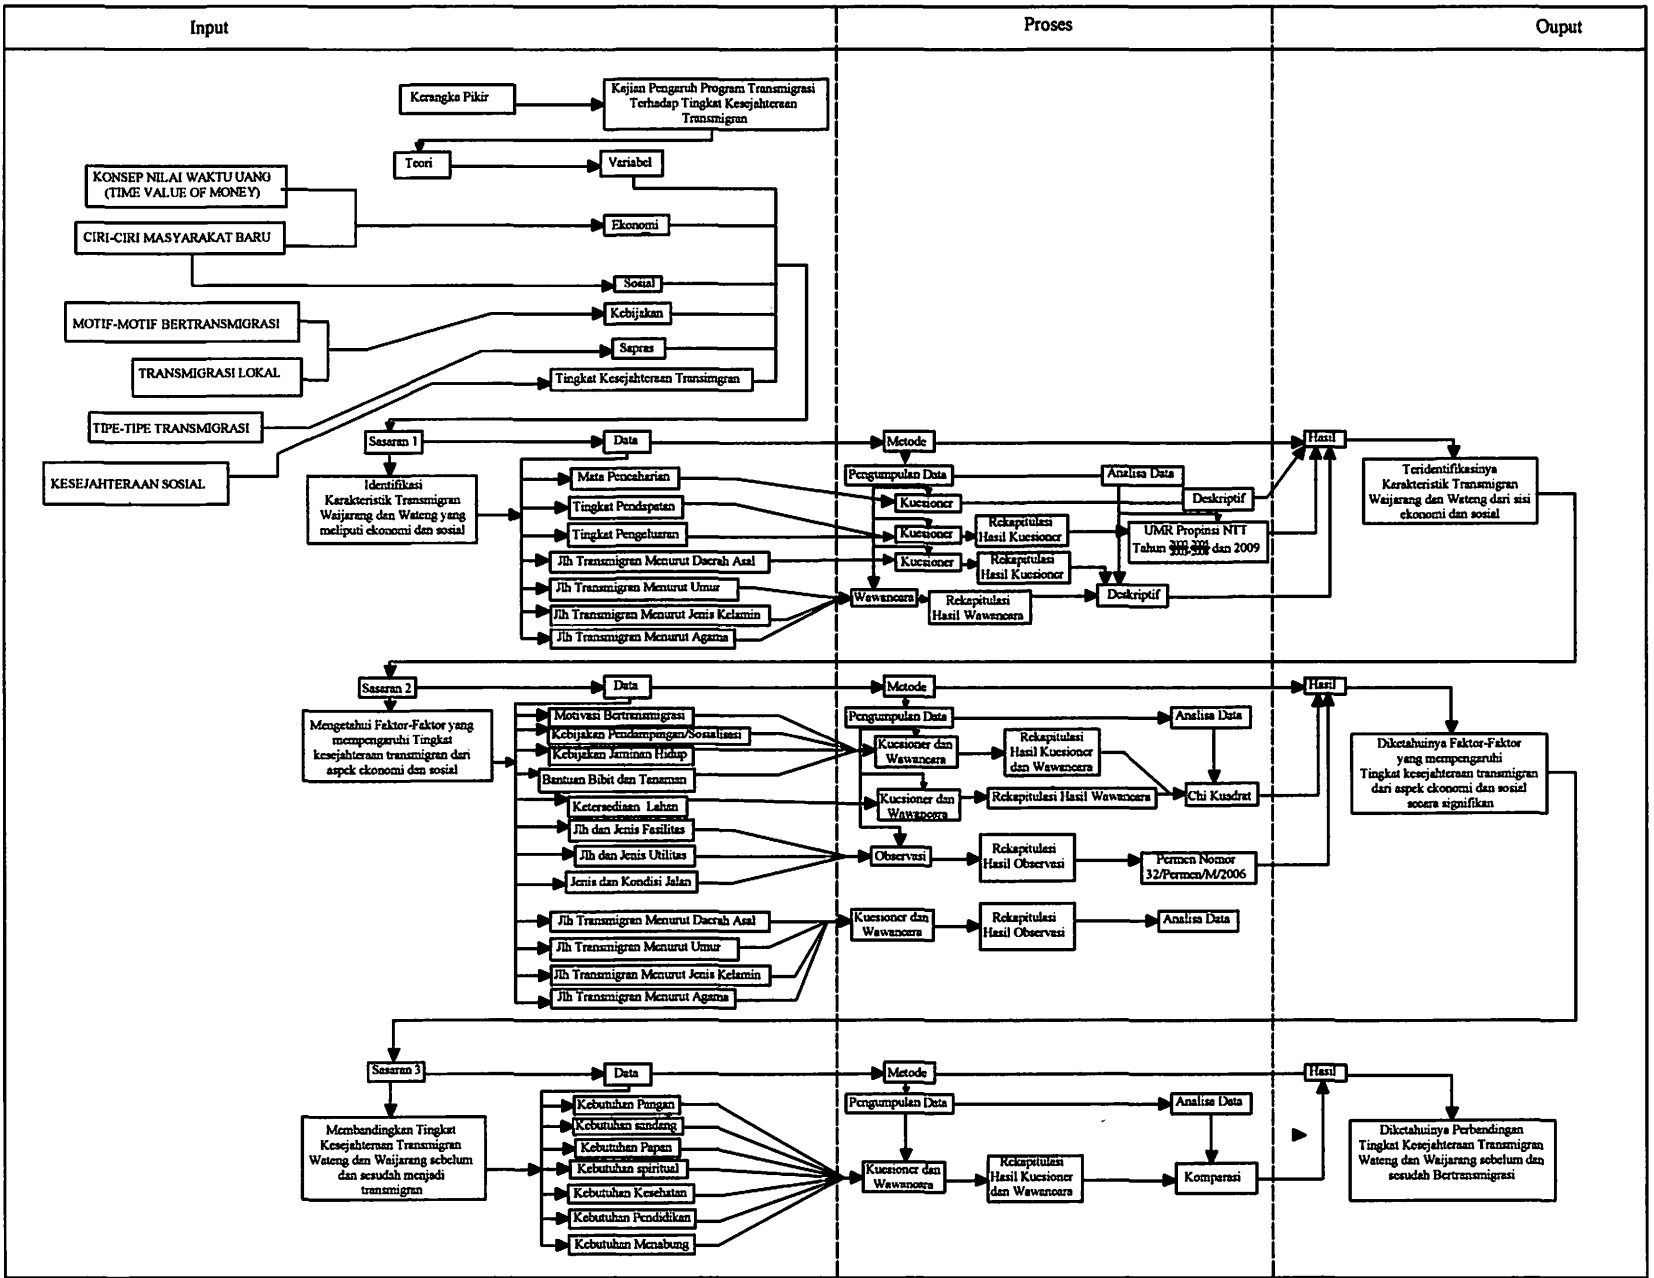 Input
Proses
Ouput
Kerangka Pikir
Kajian Pengaruh Program Transmigrasi
Terhadap Tingkat Kesejahteraan
Transmigran
Teori
Variabel
KONSEP NILAI WAKTU UANG
(TIME VALUE OF MONEY)
CIRI-CIRI MASYARAKAT BARU
MOTIF-MOTIF BERTRANSMIGRASI
TRANSMIGRASI LOKAL
TIPE-TIPE TRANSMIGRASI
KESEJAHTERAAN SOSIAL
Ekonomi
Sosial
Kebijakan
Sapras
Tingkat Kesejahteraan Transimgran
Sasaran 1
Data
Metode
Hasil
Identifikasi
Karakteristik Transmigran
Waijarang dan Wateng yang
meliputi ekonomi dan sosial
Mata Pencaharian
Tingkat Pendapatan
Tingkat Pengeluaran
Jlh Transmigran Menurut Daerah Asal
Jlh Transmigran Menurut Umur
Jlh Transmigran Menurut Jenis Kelamin
Jlh Transmigran Menurut Agama
Pengumpulan Data
Analisa Data
Kuesioner
Deskriptif
Kuesioner
Rekapitulasi
Hasil Kuesioner
UMR Propinsi NTT
Tahun dan 2009
Kuesioner
Rekapitulasi
Hasil Kuesioner
Wawancara
Rekapitulasi
Hasil Wawancara
Deskriptif
Teridentifikasinya
Karakteristik Transmigran
Waijarang dan Wateng dari sisi
ekonomi dan sosial
Sasaran 2
Data
Metode
Hasil
Mengetahui Faktor-Faktor yang
mempengaruhi Tingkat
kesejahteraan transmigran dari
aspek ekonomi dan sosial
Motivasi Bertransmigrasi
Kebijakan Pendampingan/Sosialisasi
Kebijakan Jaminan Hidup
Bantuan Bibit dan Tanaman
Ketersediaan Lahan
Jlh dan Jenis Fasilitas
Jlh dan Jenis Utilitas
Jenis dan Kondisi Jalan
Jlh Transmigran Menurut Daerah Asal
Jlh Transmigran Menurut Umur
Jlh Transmigran Menurut Jenis Kelamin
Jlh Transmigran Menurut Agama
Pengumpulan Data
Analisa Data
Kuesioner dan
Wawancara
Rekapitulasi
Hasil Kuesioner
dan Wawancara
Kuesioner dan
Wawancara
Rekapitulasi Hasil Wawancara
Chi Kuadrat
Observasi
Rekapitulasi
Hasil Observasi
Permen Nomor
32/Permen/M/2006
Kuesioner dan
Wawancara
Rekapitulasi
Hasil Observasi
Analisa Data
Diketahuinya Faktor-Faktor
yang mempengaruhi
Tingkat kesejahteraan transmigran
dari aspek ekonomi dan sosial
secara signifikan
Sasaran 3
Data
Metode
Hasil
Membandingkan Tingkat
Kesejahteraan Transmigran
Wateng dan Waijarang sebelum
dan sesudah menjadi
transmigran
Kebutuhan Pangan
Kebutuhan sandang
Kebutuhan Papan
Kebutuhan spiritual
Kebutuhan Kesehatan
Kebutuhan Pendidikan
Kebutuhan Menabung
Pengumpulan Data
Analisa Data
Kuesioner dan
Wawancara
Rekapitulasi
Hasil Kuesioner
dan Wawancara
Komparasi
Diketahuinya Perbandingan
Tingkat Kesejahteraan Transmigran
Wateng dan Waijarang sebelum dan
sesudah Bertransmigrasi